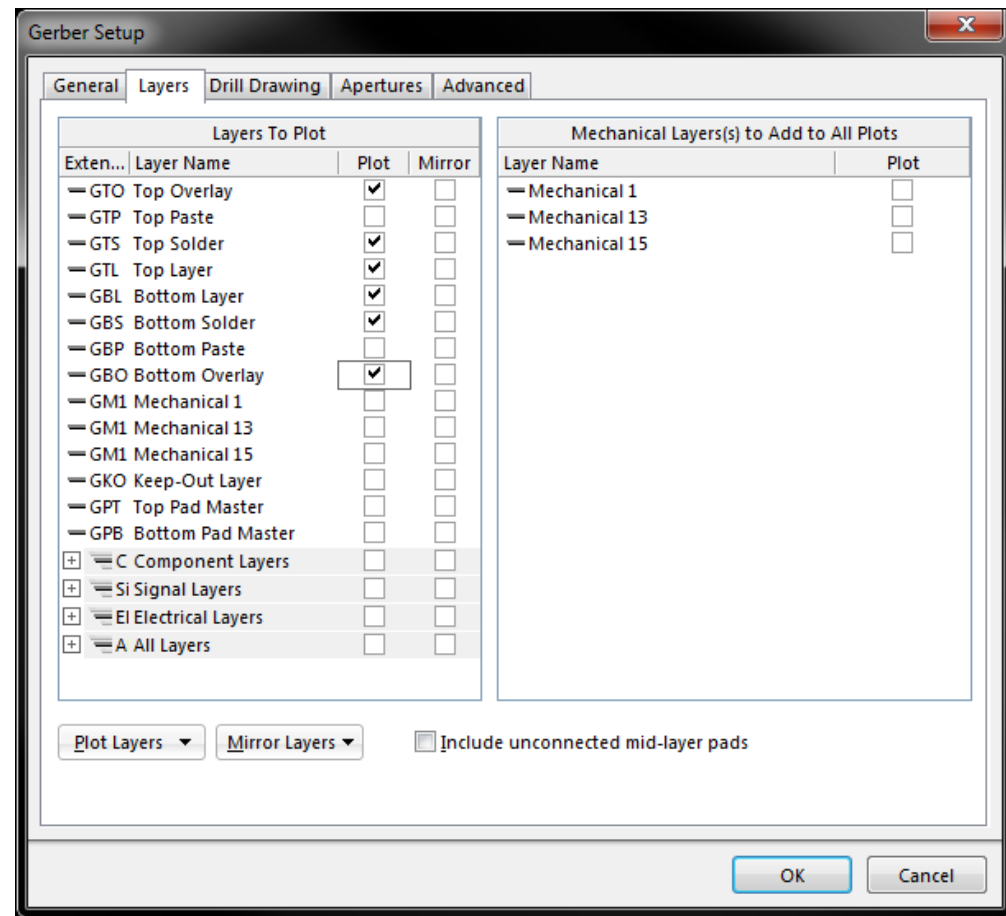 Gerber Setup
General Layers Drill Drawing Apertures Advanced
Layers To Plot
Exten... Layer Name Plot Mirror
GTO Top Overlay
GTP Top Paste
GTS Top Solder
GTL Top Layer
GBL Bottom Layer
GBS Bottom Solder
GBP Bottom Paste
GBO Bottom Overlay
GM1 Mechanical 1
GM1 Mechanical 13
GM1 Mechanical 15
GKO Keep-Out Layer
GPT Top Pad Master
GPB Bottom Pad Master
C Component Layers
Si Signal Layers
El Electrical Layers
A All Layers
Mechanical Layers(s) to Add to All Plots
Layer Name Plot
Mechanical 1
Mechanical 13
Mechanical 15
Plot Layers Mirror Layers Include unconnected mid-layer pads
OK Cancel